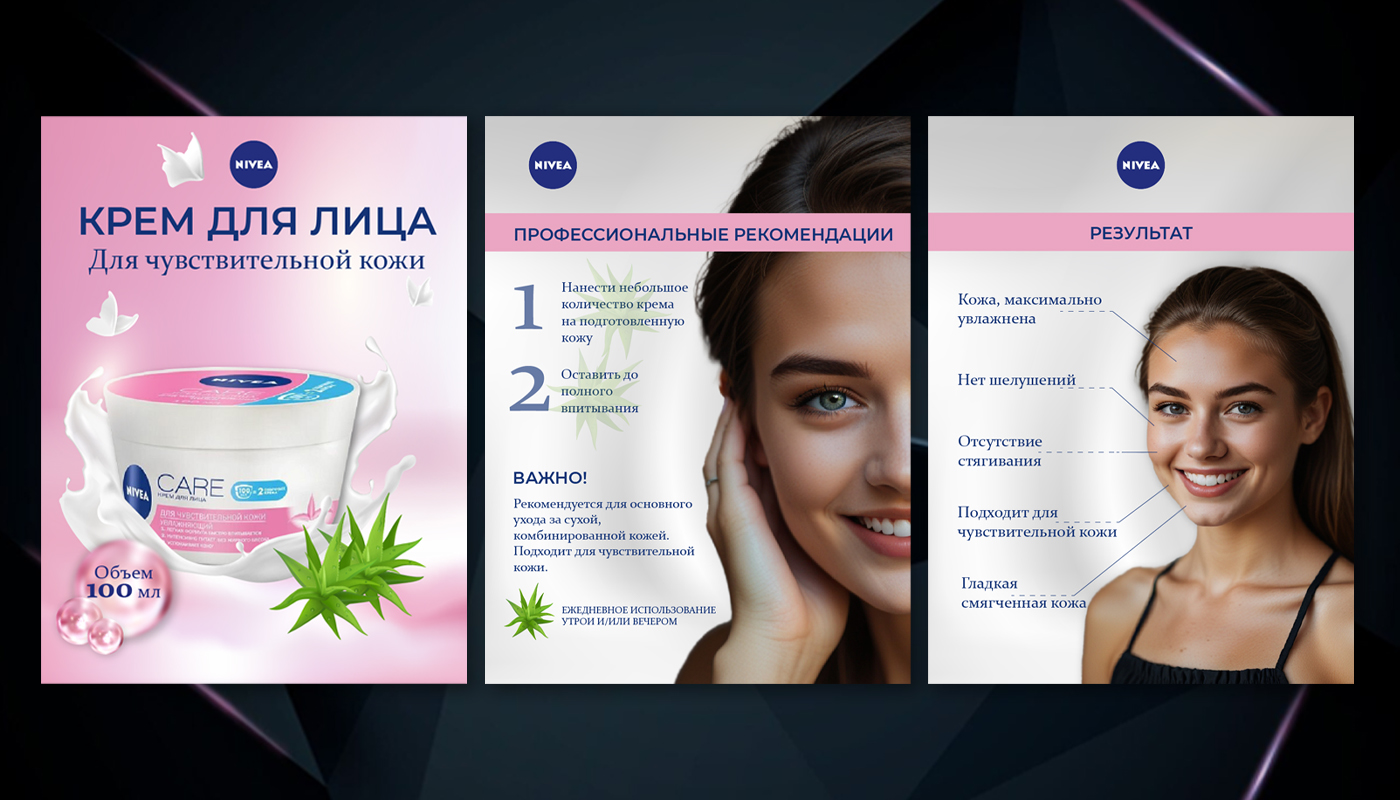 NIVEA
КРЕМ ДЛЯ ЛИЦА
Для чувствительной кожи
NIVEA
NIVEA
CARE
КРЕМ ДЛЯ ЛИЦА
ДЛЯ ЧУВСТВИТЕЛЬНОЙ КОЖИ
УВЛАЖНЯЮЩИЙ
Объем
100 мл
NIVEA
ПРОФЕССИОНАЛЬНЫЕ РЕКОМЕНДАЦИИ
1
Нанести небольшое
количество крема
на подготовленную
кожу
2
Оставить до
полного
впитывания
ВАЖНО!
Рекомендуется для основного
ухода за сухой,
комбинированной кожей.
Подходит для чувствительной
кожи.
ЕЖЕДНЕВНОЕ ИСПОЛЬЗОВАНИЕ
УТРОИ И/ИЛИ ВЕЧЕРОМ
NIVEA
РЕЗУЛЬТАТ
Кожа, максимально
увлажнена
Нет шелушений
Отсутствие
стягивания
Подходит для
чувствительной кожи
Гладкая
смягченная кожа